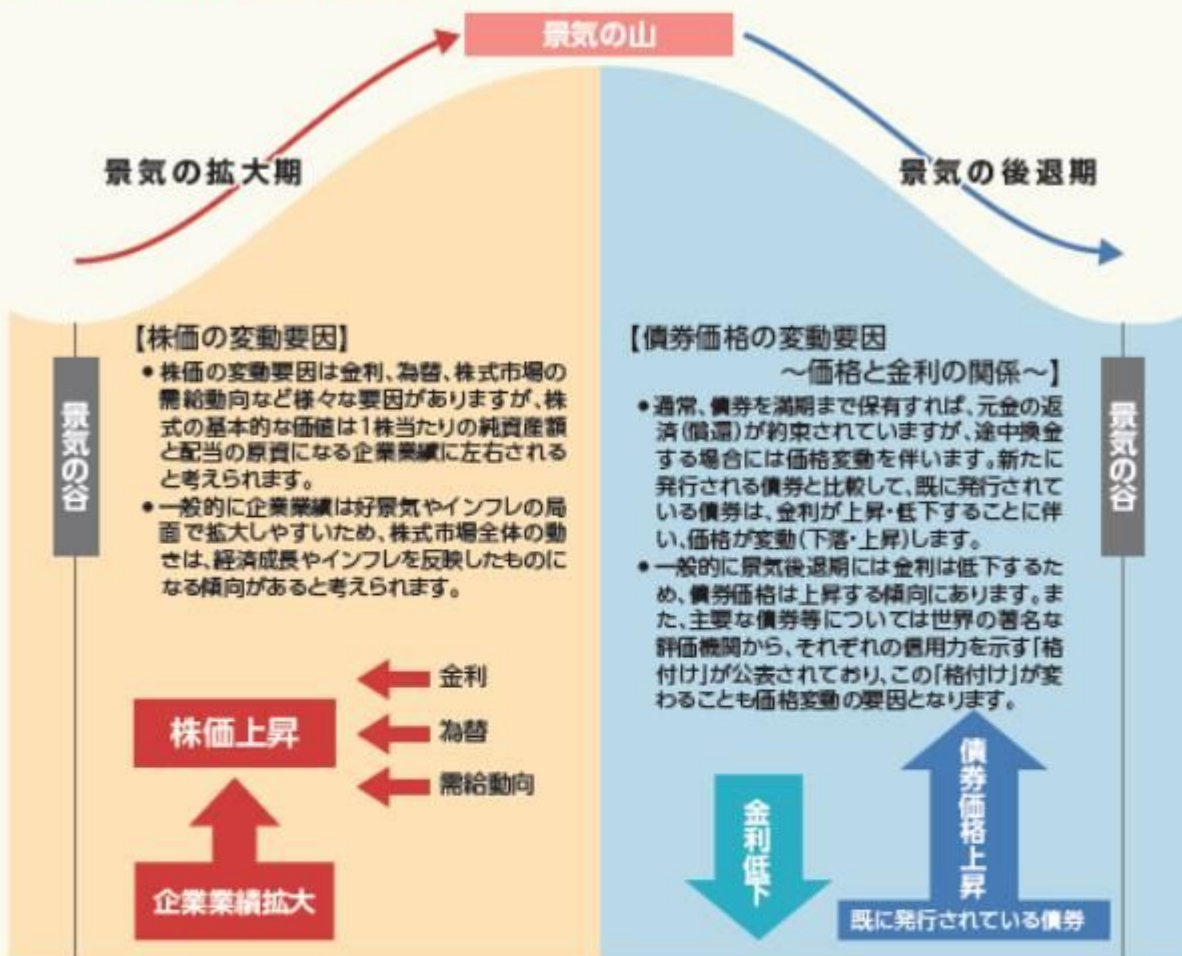 景気の山
景気の拡大期
景気の後退期
景気の谷
【株価の変動要因】
●株価の変動要因は金利、為替、株式市場の
需給動向など様々な要因がありますが、株
式の基本的な価値は1株当たりの純資産額
と配当の原資になる企業業績に左右される
と考えられます。
●一般的に企業業績は好景気やインフレの局
面で拡大しやすいため、株式市場全体の動
きは、経済成長やインフレを反映したものに
なる傾向があると考えられます。
金利
株価上昇
為替
需給動向
企業業績拡大
【債券価格の変動要因
～価格と金利の関係～】
●通常、債券を満期まで保有すれば、元金の返
済(償還)が約束されていますが、途中換金
する場合には価格変動を伴います。新たに
発行される債券と比較して、既に発行されて
いる債券は、金利が上昇・低下することに伴
い、価格が変動(下落・上昇)します。
●一般的に景気後退期には金利は低下するた
め、債券価格は上昇する傾向にあります。ま
た、主要な債券等については世界の著名な
評価機関から、それぞれの信用力を示す「格
付け」が公表されており、この「格付け」が変
わることも価格変動の要因となります。
景気の谷
金利低下
債券価格上昇
既に発行されている債券